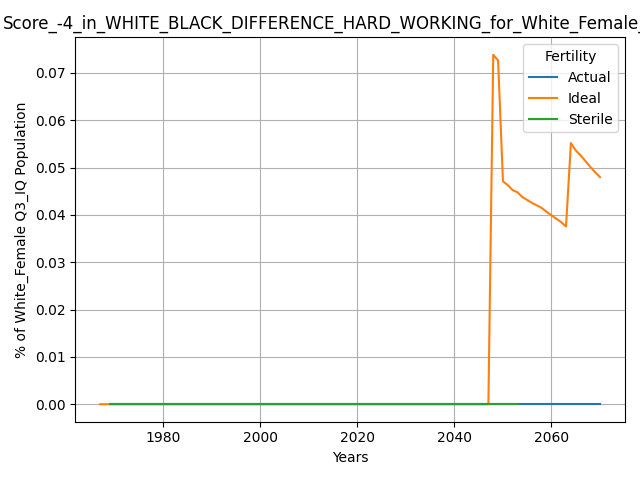 Score_-4_in_WHITE_BLACK_DIFFERENCE_HARD_WORKING_for_White_Female_
Fertility
Actual
Ideal
Sterile
% of White_Female Q3_IQ Population
0.07
0.06
0.05
0.04
0.03
0.02
0.01
0.00
1980 2000 2020 2040 2060
Years